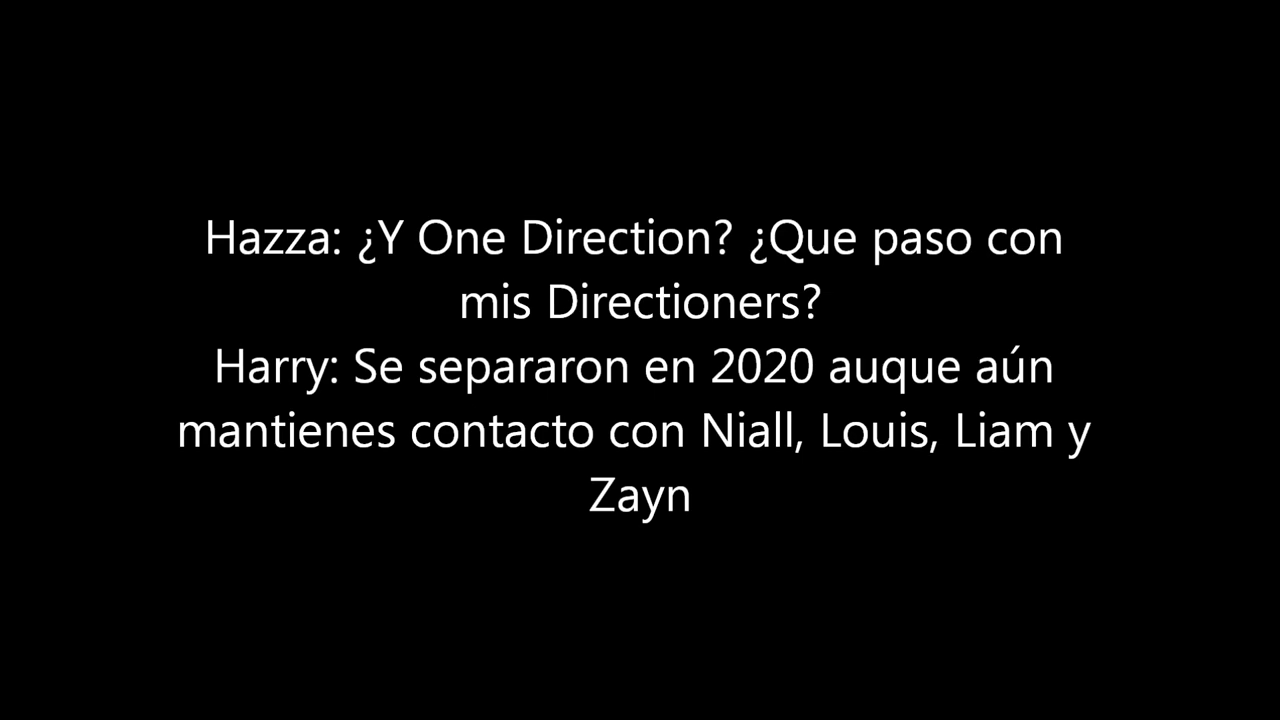 Hazza: ¿Y One Direction? ¿Que paso con
mis Directioners?
Harry: Se separaron en 2020 auque aún
mantienes contacto con Niall, Louis, Liam y
Zayn